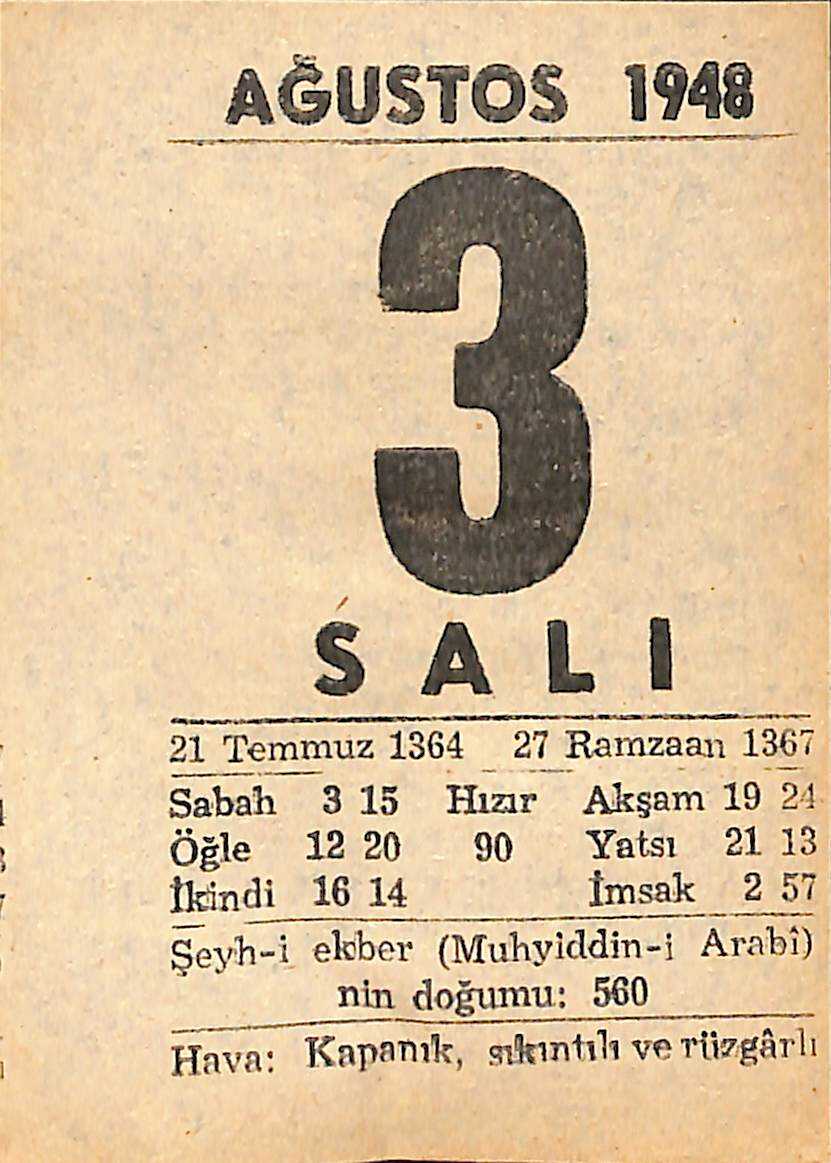 AĞUSTOS 1948
3
SALI
21 Temmuz 1364 27 Ramzaan 1367
Sabah 3 15 Hızır Akşam 19 24
Öğle 12 20 90 Yatsı 21 13
İkindi 16 14 İmsak 2 57
Şeyh-i ekber (Muhyiddin-i Arabî)
nin doğumu: 560
Hava: Kapanık, sıkıntılı ve rüzgârlı